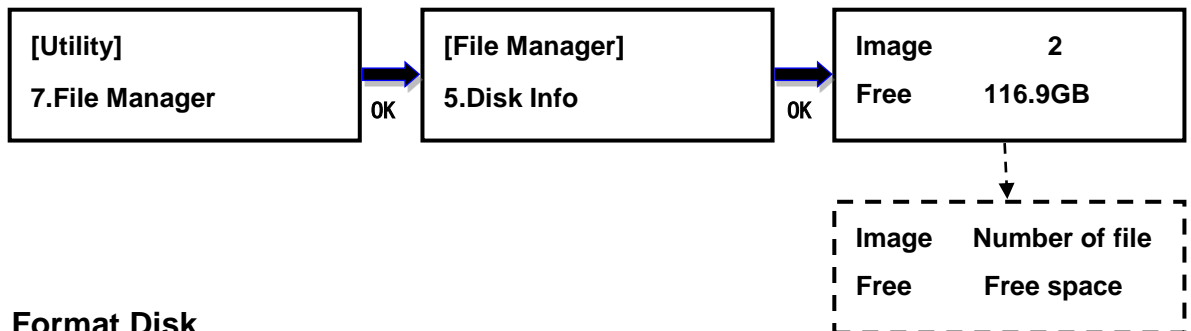 [Utility]
7.File Manager
OK
[File Manager]
5.Disk Info
OK
Image 2
Free 116.9GB
Image Number of file
Free Free space
Format Disk